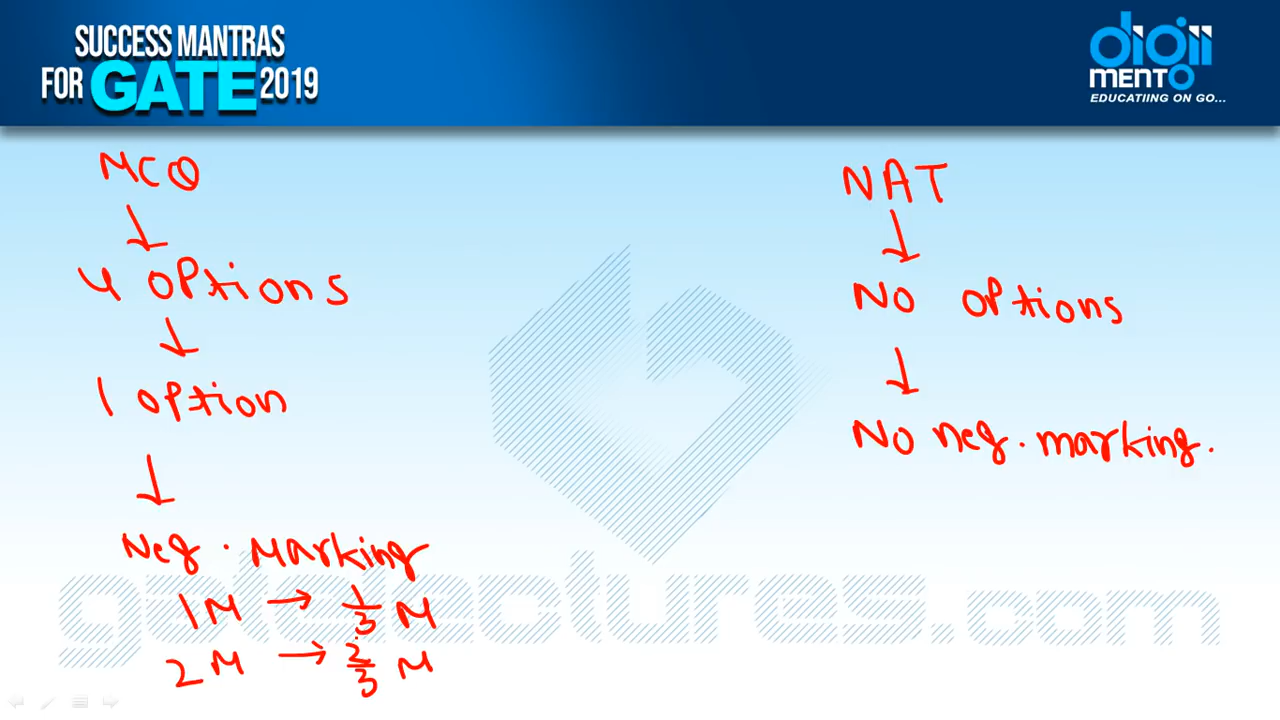 SUCCESS MANTRAS
FOR GATE 2019
digii
MENTO
EDUCATIING ON GO...
MCQ
4 options
1 option
Neg. Marking
1M → 1/3 M
2M → 2/3 M
NAT
No options
No neg. marking.
gatelectures.com